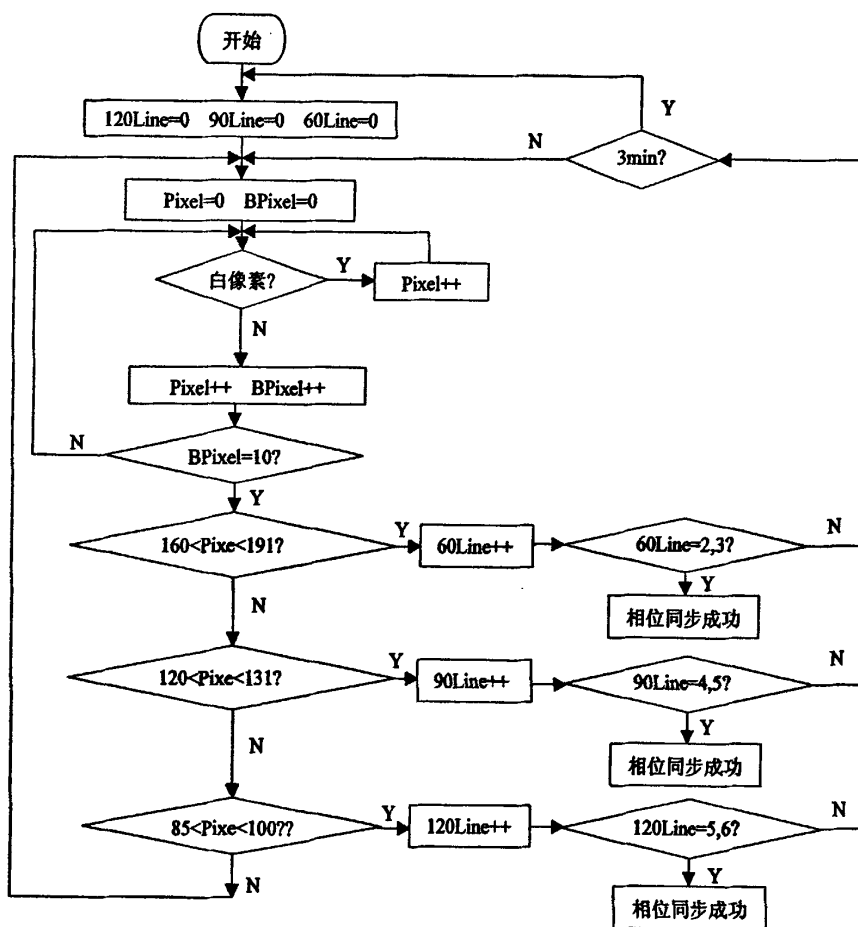 开始
Y
120Line=0 90Line=0 60Line=0
N
3min?
Pixel=0 BPixel=0
白像素?
Y
Pixel++
N
Pixel++ BPixel++
N
BPixel=10?
Y
160<Pixe<191?
Y
60Line++
60Line=2,3?
N
Y
N
相位同步成功
120<Pixe<131?
Y
90Line++
90Line=4,5?
N
Y
N
相位同步成功
85<Pixe<100??
Y
120Line++
120Line=5,6?
N
Y
N
相位同步成功